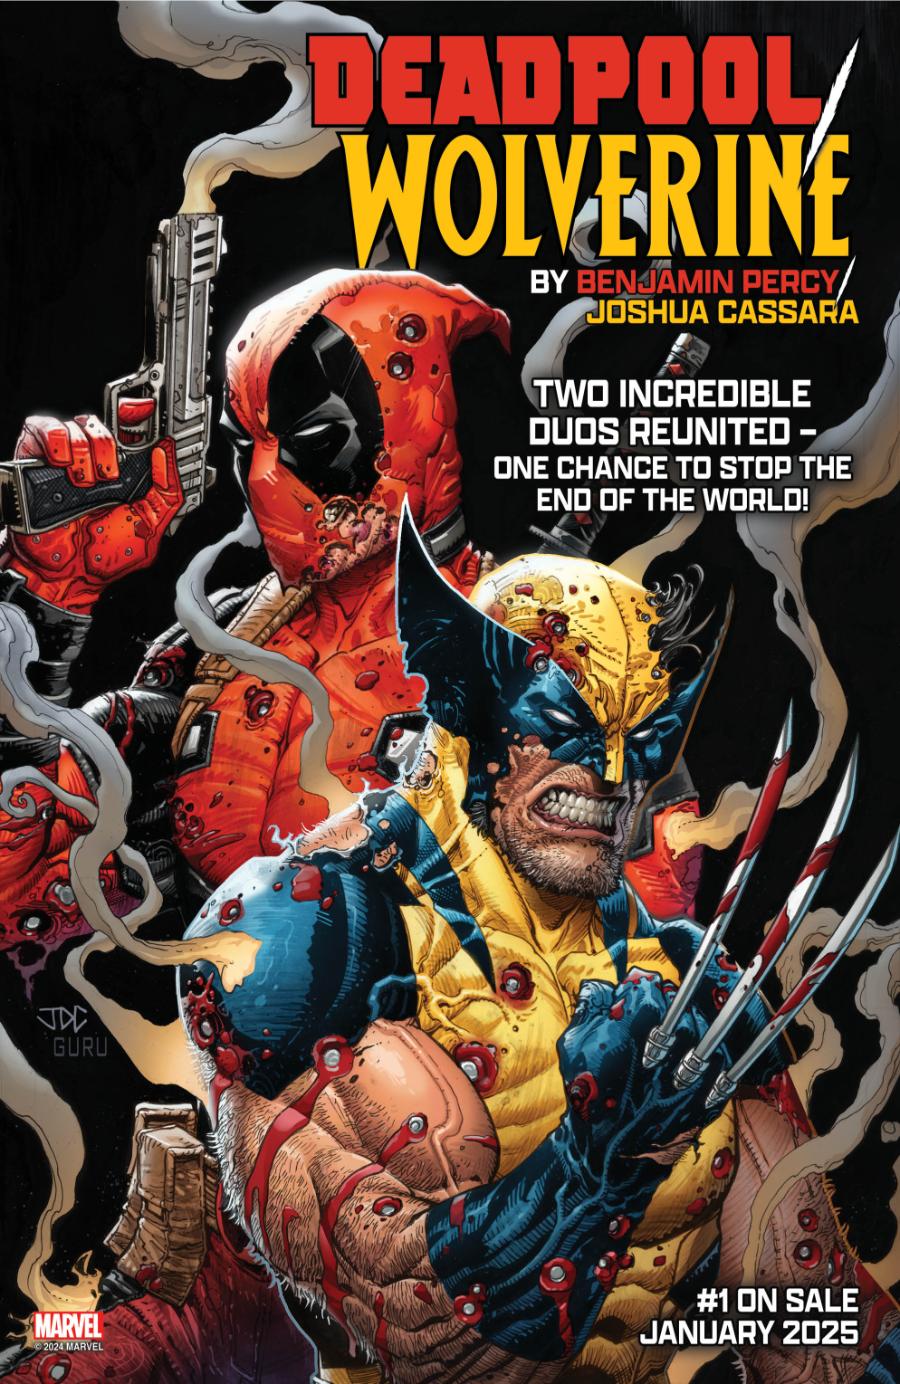 DEADPOOL/
WOLVERINE
BY BENJAMIN PERCY/
JOSHUA CASSARA
TWO INCREDIBLE
DUOS REUNITED –
ONE CHANCE TO STOP THE
END OF THE WORLD!
JDC
GURU
#1 ON SALE
JANUARY 2025
MARVEL
© 2024 MARVEL